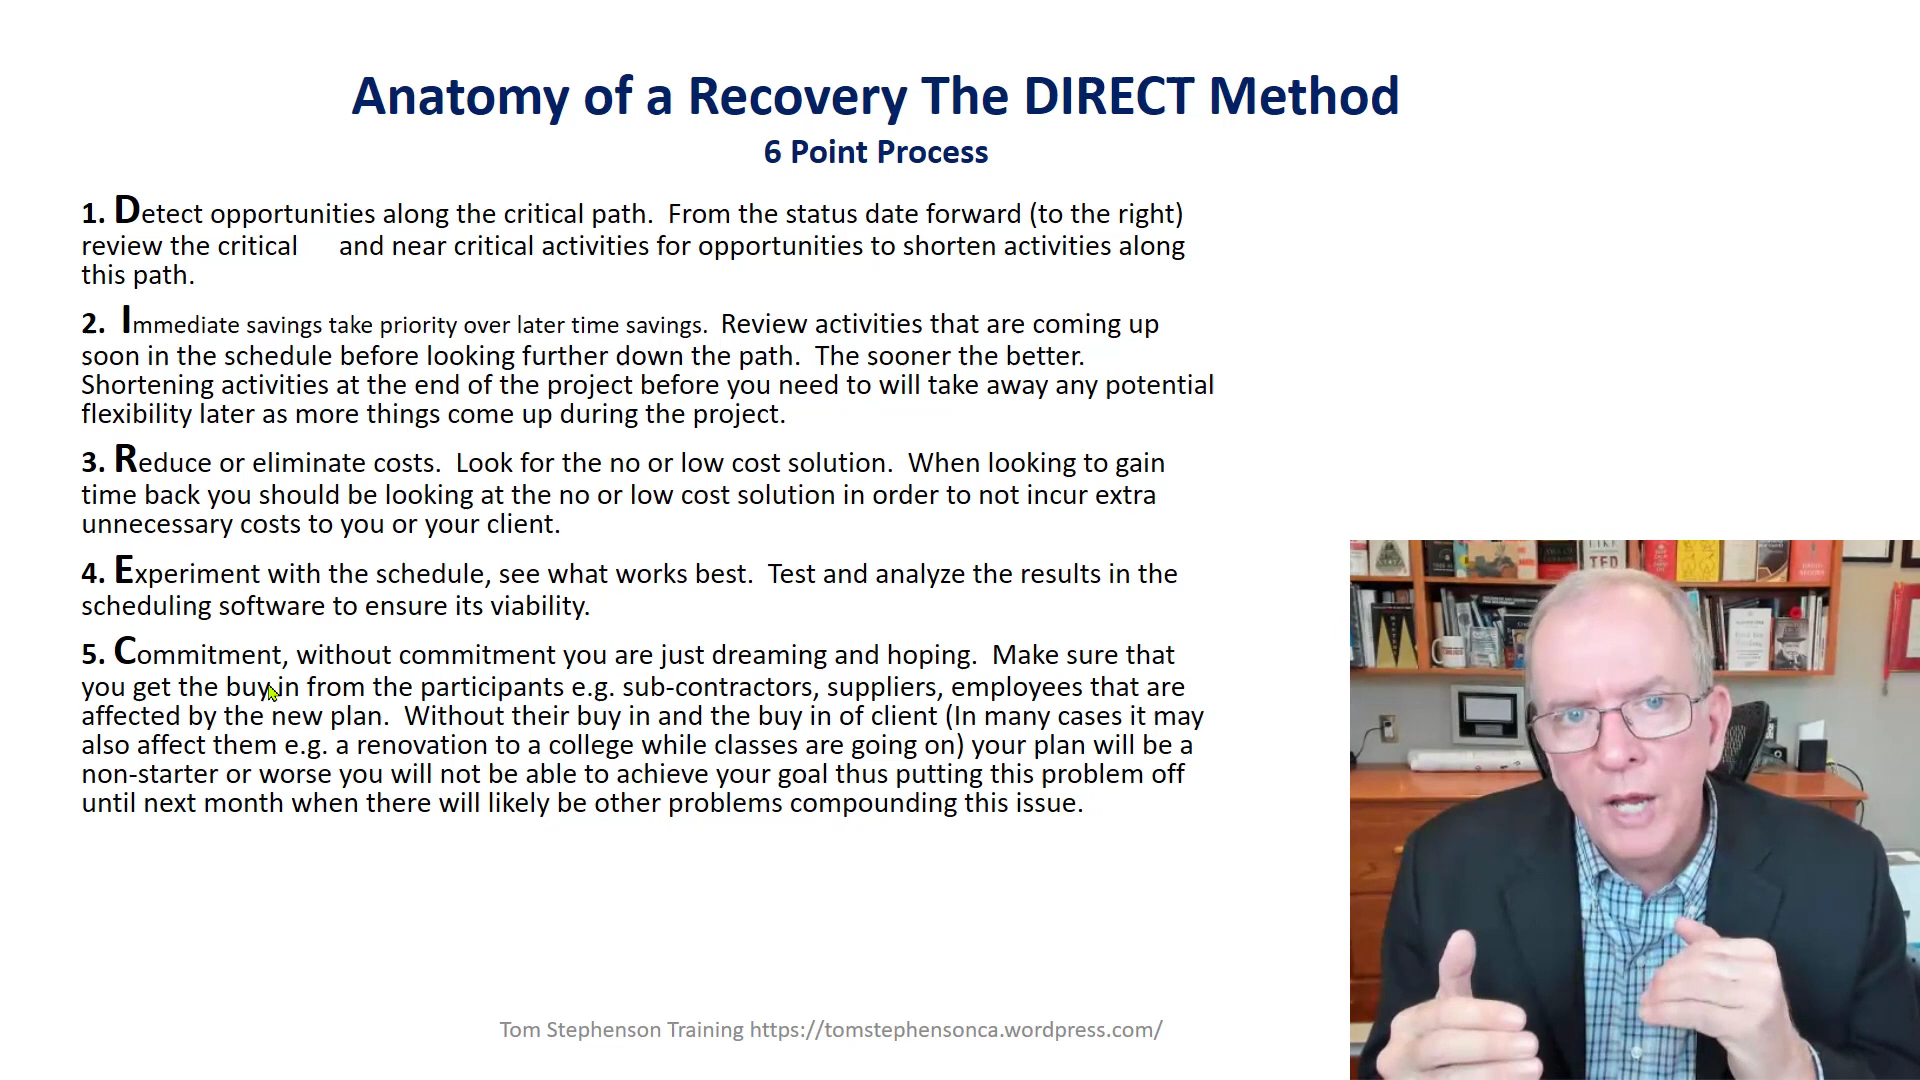 Anatomy of a Recovery The DIRECT Method
6 Point Process
1. Detect opportunities along the critical path.  From the status date forward (to the right)
review the critical      and near critical activities for opportunities to shorten activities along
this path.
2.  Immediate savings take priority over later time savings.  Review activities that are coming up
soon in the schedule before looking further down the path.  The sooner the better.
Shortening activities at the end of the project before you need to will take away any potential
flexibility later as more things come up during the project.
3. Reduce or eliminate costs.  Look for the no or low cost solution.  When looking to gain
time back you should be looking at the no or low cost solution in order to not incur extra
unnecessary costs to you or your client.
4. Experiment with the schedule, see what works best.  Test and analyze the results in the
scheduling software to ensure its viability.
5. Commitment, without commitment you are just dreaming and hoping.  Make sure that
you get the buy in from the participants e.g. sub-contractors, suppliers, employees that are
affected by the new plan.  Without their buy in and the buy in of client (In many cases it may
also affect them e.g. a renovation to a college while classes are going on) your plan will be a
non-starter or worse you will not be able to achieve your goal thus putting this problem off
until next month when there will likely be other problems compounding this issue.
Tom Stephenson Training https://tomstephensonca.wordpress.com/
TED